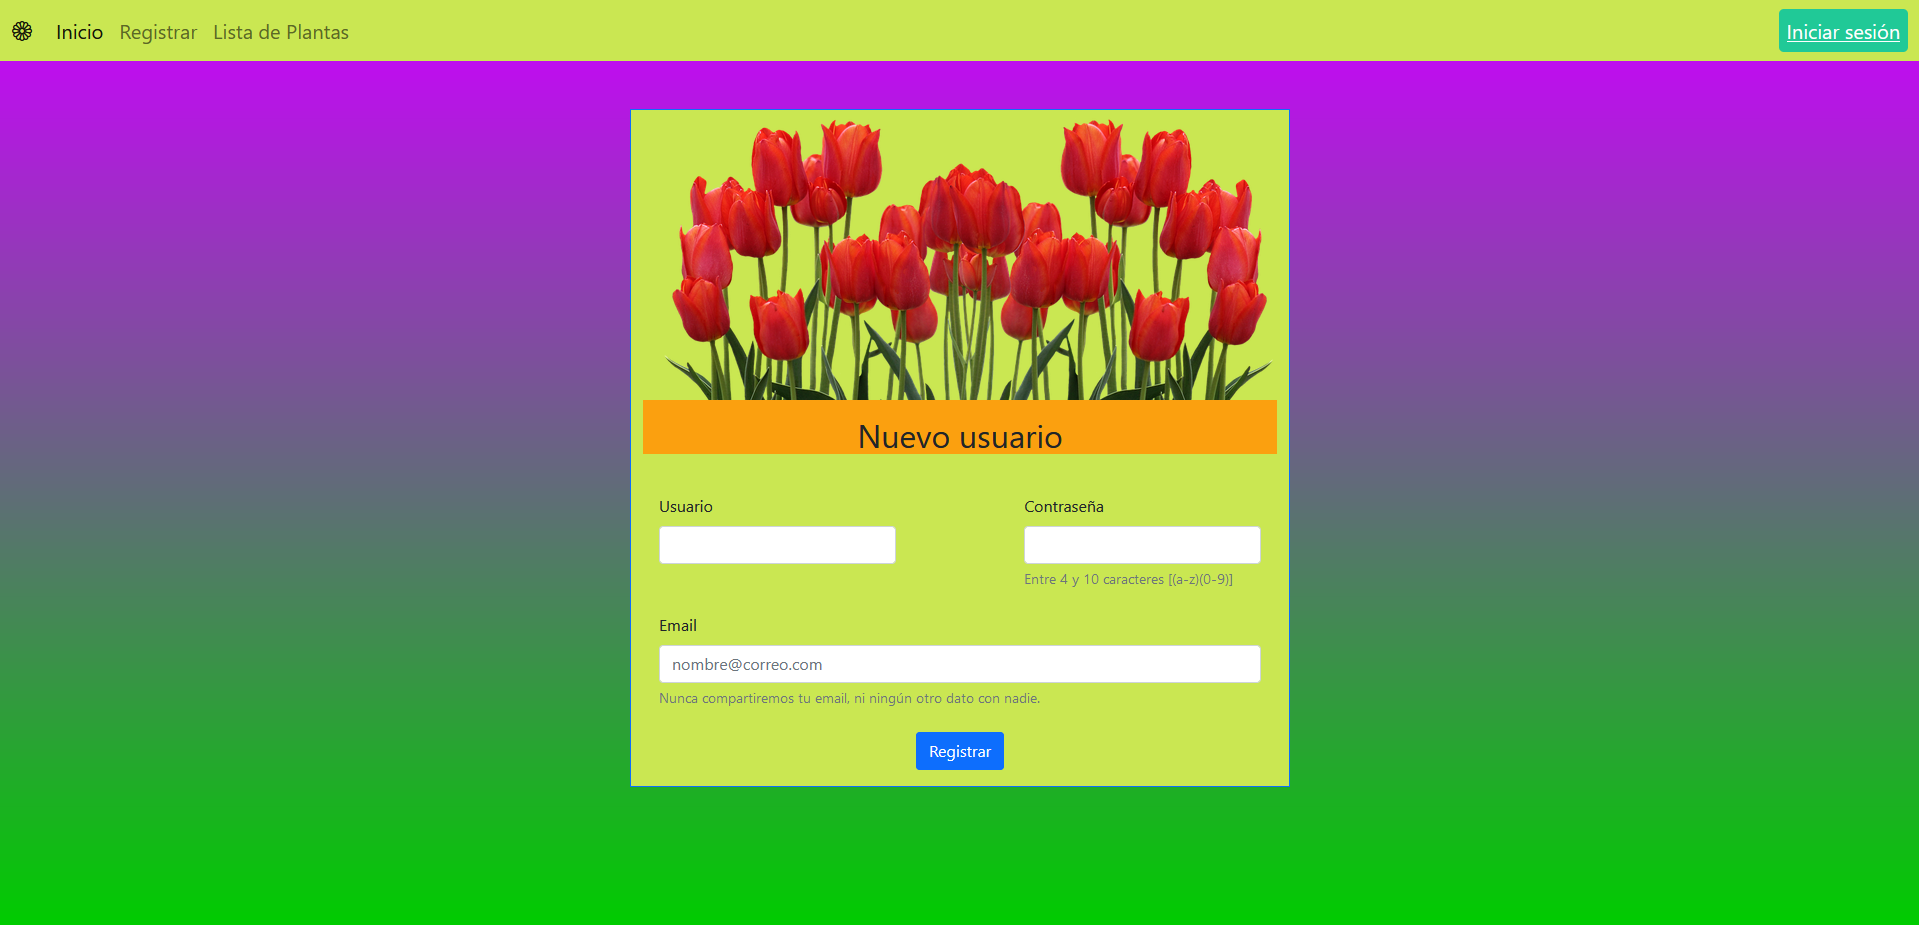 Inicio Registrar Lista de Plantas Iniciar sesión
Nuevo usuario
Usuario Contraseña
Entre 4 y 10 caracteres [(a-z)(0-9)]
Email
nombre@correo.com
Nunca compartiremos tu email, ni ningún otro dato con nadie.
Registrar